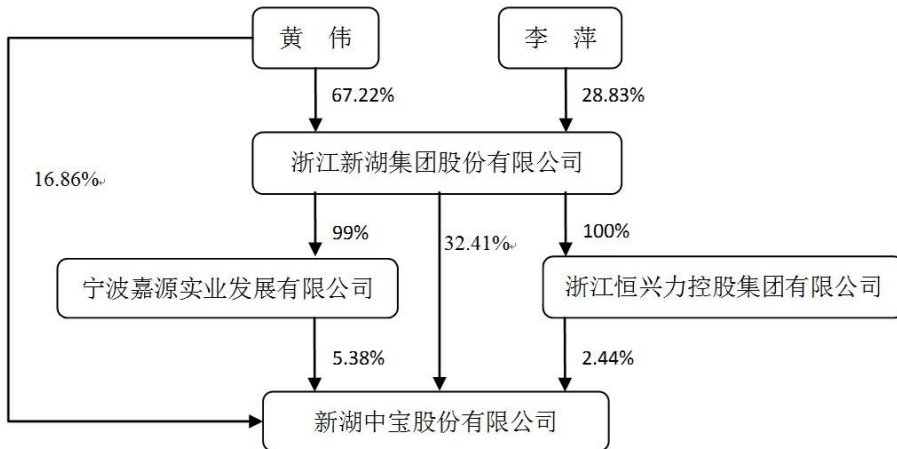 黄　伟
李　萍
67.22%
28.83%
浙江新湖集团股份有限公司
16.86%
99%
32.41%
100%
宁波嘉源实业发展有限公司
浙江恒兴力控股集团有限公司
5.38%
2.44%
新湖中宝股份有限公司